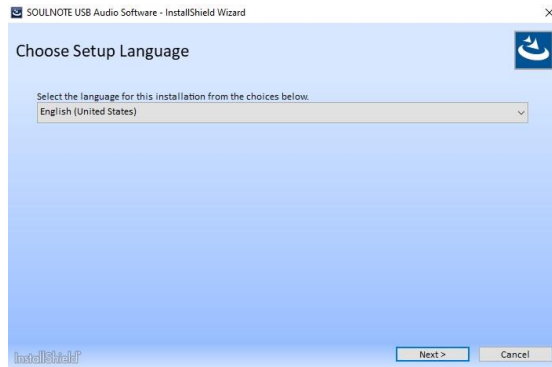 SOULNOTE USB Audio Software - InstallShield Wizard
Choose Setup Language
Select the language for this installation from the choices below.
English (United States)
InstallShield
Next >
Cancel